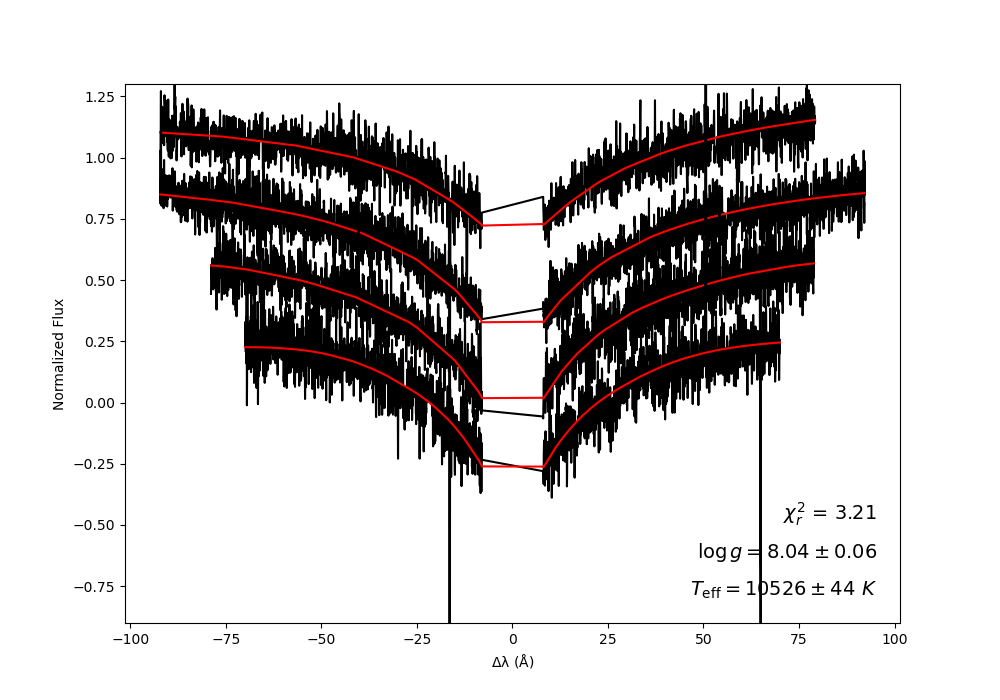 1.25
1.00
0.75
0.50
0.25
0.00
−0.25
−0.50
−0.75
Normalized Flux
χ²ᵣ = 3.21
log g = 8.04 ± 0.06
T_eff = 10526 ± 44 K
−100 −75 −50 −25 0 25 50 75 100
Δλ (Å)